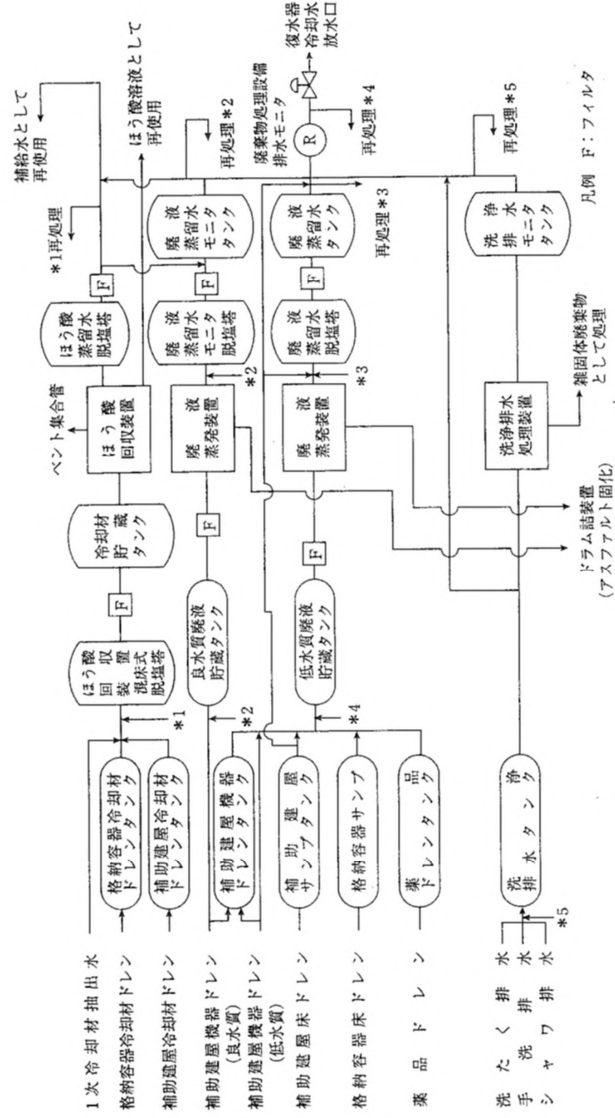 1次冷却材抽出水
格納容器冷却材ドレン
補助建屋冷却材ドレン
補助建屋機器ドレン
(良水質)
補助建屋機器ドレン
(低水質)
補助建屋床ドレン
格納容器床ドレン
薬品ドレン
洗たく排水
手洗排水
シャワ排水
格納容器冷却材
ドレンタンク
補助建屋冷却材
ドレンタンク
補助建屋機器
ドレンタンク
補助建屋
サンプタンク
格納容器サンプ
薬品
ドレンタンク
洗浄
排水タンク
*1
*2
*4
*5
ほう酸
回収
装置
混床式
脱塩塔
良水質廃液
貯蔵タンク
低水質廃液
貯蔵タンク
F
F
F
冷却材
貯蔵
タンク
ベント集合管
ほう酸
回収装置
廃液
蒸発装置
廃液
蒸発装置
洗浄排水
処理装置
ドラム詰装置
(アスファルト固化)
雑固体廃棄物
として処理
*2
*3
ほう酸
蒸留水
脱塩塔
廃液
蒸留水
モニタ
脱塩塔
廃液
蒸留水
脱塩塔
F
F
F
廃液
蒸留水
モニタ
タンク
廃液
蒸留水
タンク
洗浄
排水
モニタ
タンク
*1再処理
補給水として
再使用
ほう酸溶液として
再使用
再処理*2
再処理*3
廃棄物処理設備
排水モニタ
R
再処理*4
復水器
冷却水
放水口
再処理*5
凡例 F:フィルタ